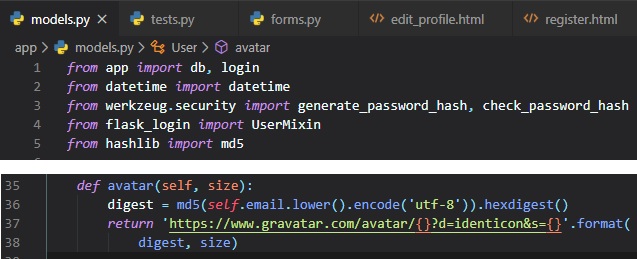 models.py × tests.py forms.py <> edit_profile.html <> register.html
app > models.py > User > avatar
1 from app import db, login
2 from datetime import datetime
3 from werkzeug.security import generate_password_hash, check_password_hash
4 from flask_login import UserMixin
5 from hashlib import md5
35 def avatar(self, size):
36 digest = md5(self.email.lower().encode('utf-8')).hexdigest()
37 return 'https://www.gravatar.com/avatar/{}?d=identicon&s={}'.format(
38 digest, size)